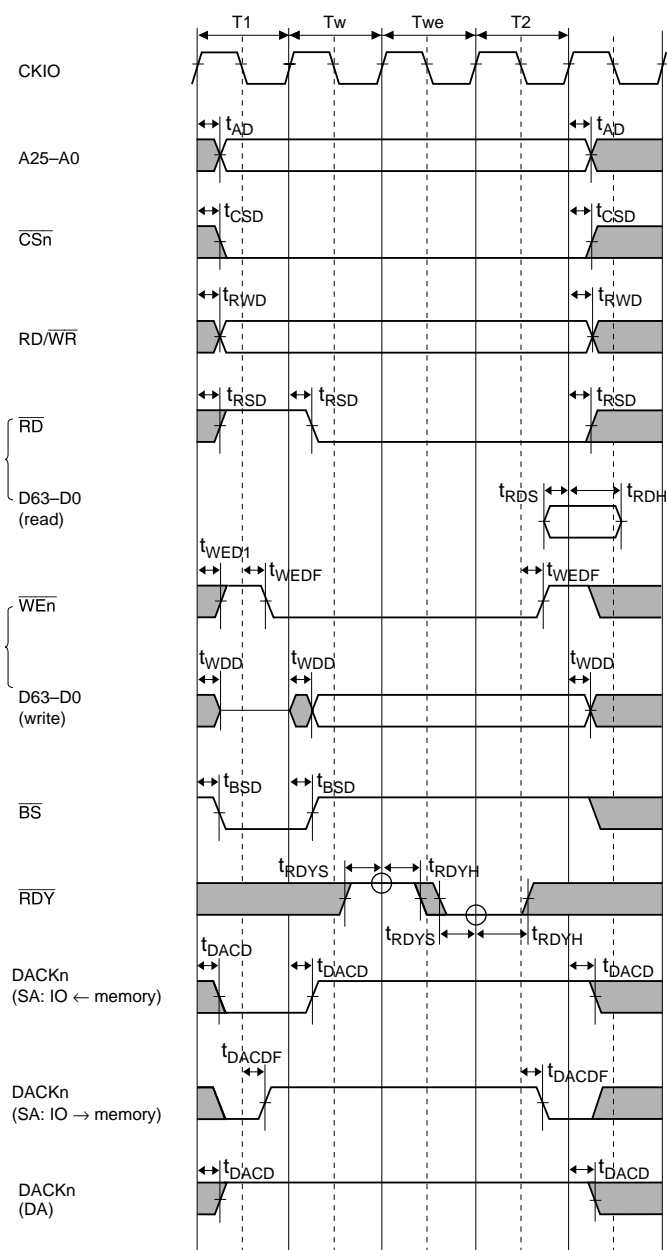 T1 Tw Twe T2
CKIO
tAD tAD
A25–A0
tCSD tCSD
CSn
tRWD tRWD
RD/WR
tRSD tRSD tRSD
RD
tRDS tRDH
D63–D0
(read)
tWED1 tWEDF tWEDF
WEn
tWDD tWDD tWDD
D63–D0
(write)
tBSD tBSD
BS
tRDYS tRDYH
RDY
tRDYS tRDYH
tDACD tDACD tDACD
DACKn
(SA: IO ← memory)
tDACDF tDACDF
DACKn
(SA: IO → memory)
tDACD tDACD
DACKn
(DA)